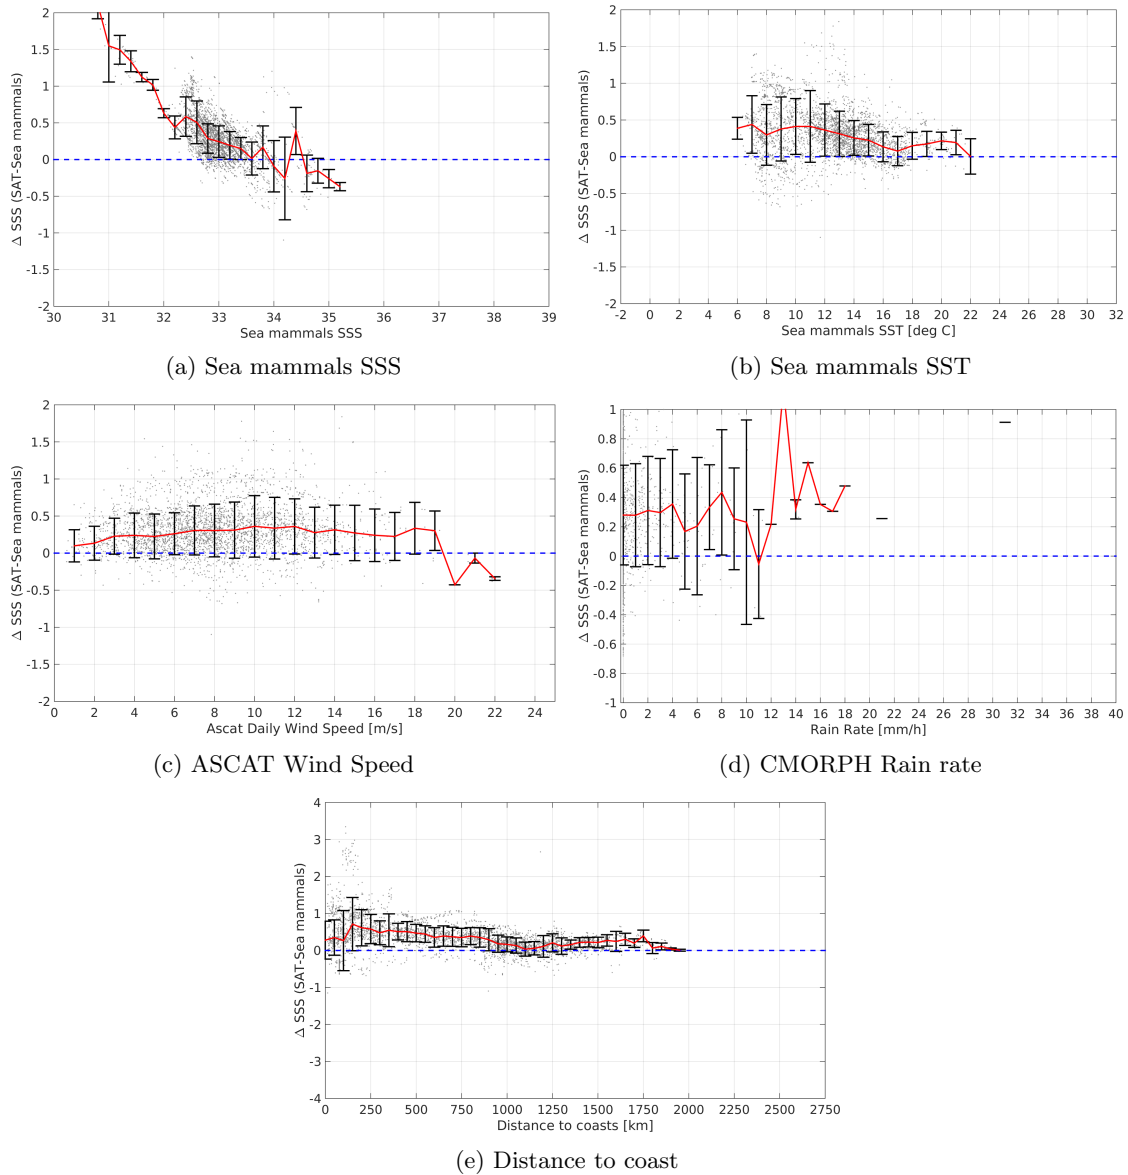 2
1.5
1
0.5
0
-0.5
-1
-1.5
-2
Δ SSS (SAT-Sea mammals)
30 31 32 33 34 35 36 37 38 39
Sea mammals SSS
(a) Sea mammals SSS
2
1.5
1
0.5
0
-0.5
-1
-1.5
-2
Δ SSS (SAT-Sea mammals)
-2 0 2 4 6 8 10 12 14 16 18 20 22 24 26 28 30 32
Sea mammals SST [deg C]
(b) Sea mammals SST
2
1.5
1
0.5
0
-0.5
-1
-1.5
-2
Δ SSS (SAT-Sea mammals)
0 2 4 6 8 10 12 14 16 18 20 22 24
Ascat Daily Wind Speed [m/s]
(c) ASCAT Wind Speed
1
0.8
0.6
0.4
0.2
0
-0.2
-0.4
-0.6
-0.8
-1
Δ SSS (SAT-Sea mammals)
0 2 4 6 8 10 12 14 16 18 20 22 24 26 28 30 32 34 36 38 40
Rain Rate [mm/h]
(d) CMORPH Rain rate
4
3
2
1
0
-1
-2
-3
-4
Δ SSS (SAT-Sea mammals)
0 250 500 750 1000 1250 1500 1750 2000 2250 2500 2750
Distance to coasts [km]
(e) Distance to coast